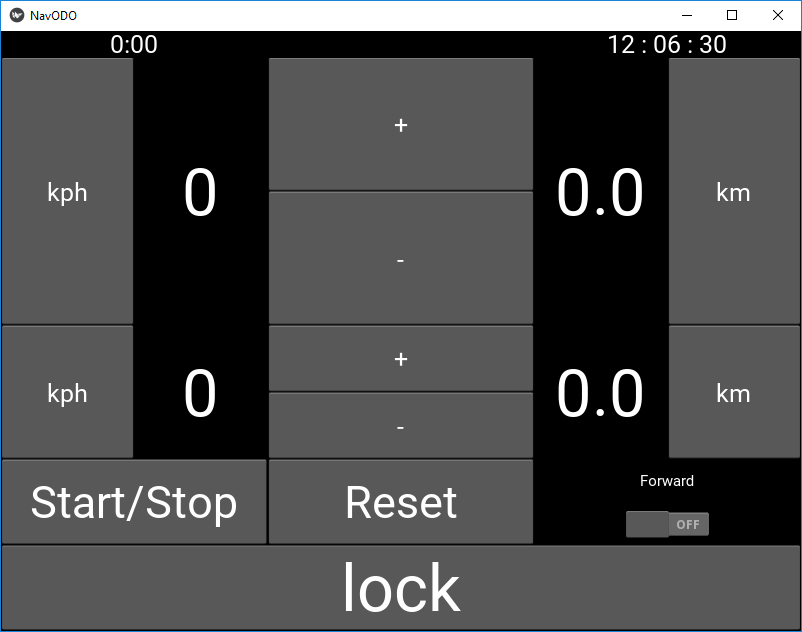 NavODO
0:00
12 : 06 : 30
kph
0
+
-
0.0
km
kph
0
+
-
0.0
km
Start/Stop
Reset
Forward
OFF
lock